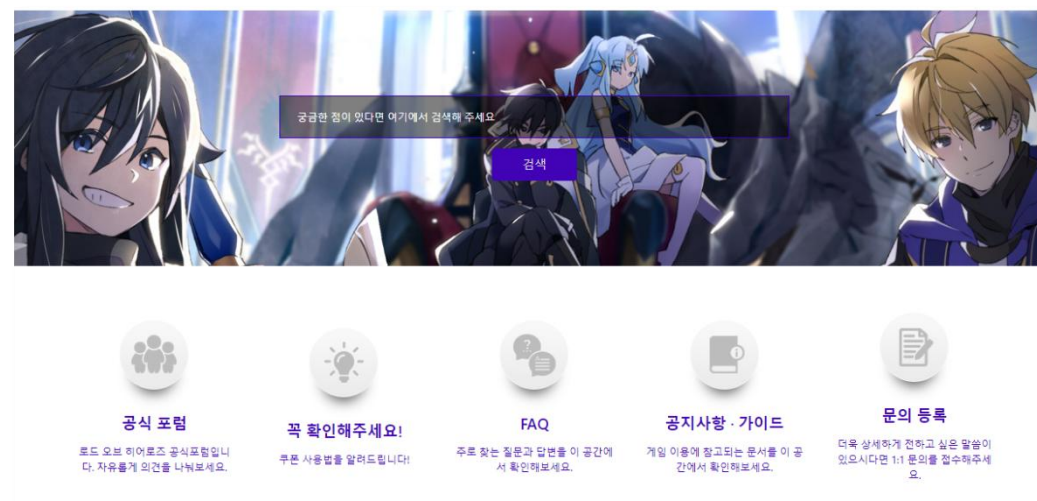 궁금한 점이 있다면 여기에서 검색해 주세요
검색
공식 포럼
로드 오브 히어로즈 공식포럼입니
다. 자유롭게 의견을 나눠보세요.
꼭 확인해주세요!
쿠폰 사용법을 알려드립니다!
FAQ
주로 찾는 질문과 답변을 이 공간에
서 확인해보세요.
공지사항 · 가이드
게임 이용에 참고되는 문서를 이 공
간에서 확인해보세요.
문의 등록
더욱 상세하게 전하고 싶은 말씀이
있으시다면 1:1 문의를 접수해주세
요.